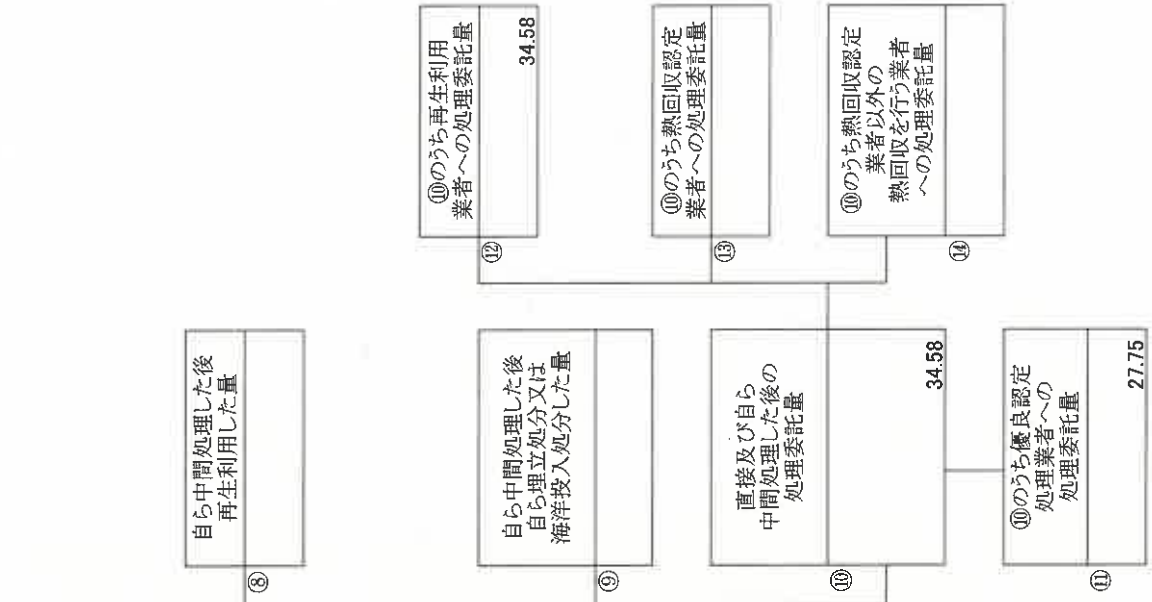 ⑧
自ら中間処理した後
再生利用した量
⑨
自ら中間処理した後
自ら埋立処分又は
海洋投入処分した量
⑩
直接及び自ら
中間処理した後の
処理委託量
34.58
⑪
⑩のうち優良認定
処理業者への
処理委託量
27.75
⑫
⑩のうち再生利用
業者への処理委託量
34.58
⑬
⑩のうち熱回収認定
業者への処理委託量
⑭
⑩のうち熱回収認定
業者以外の
熱回収を行う業者
への処理委託量